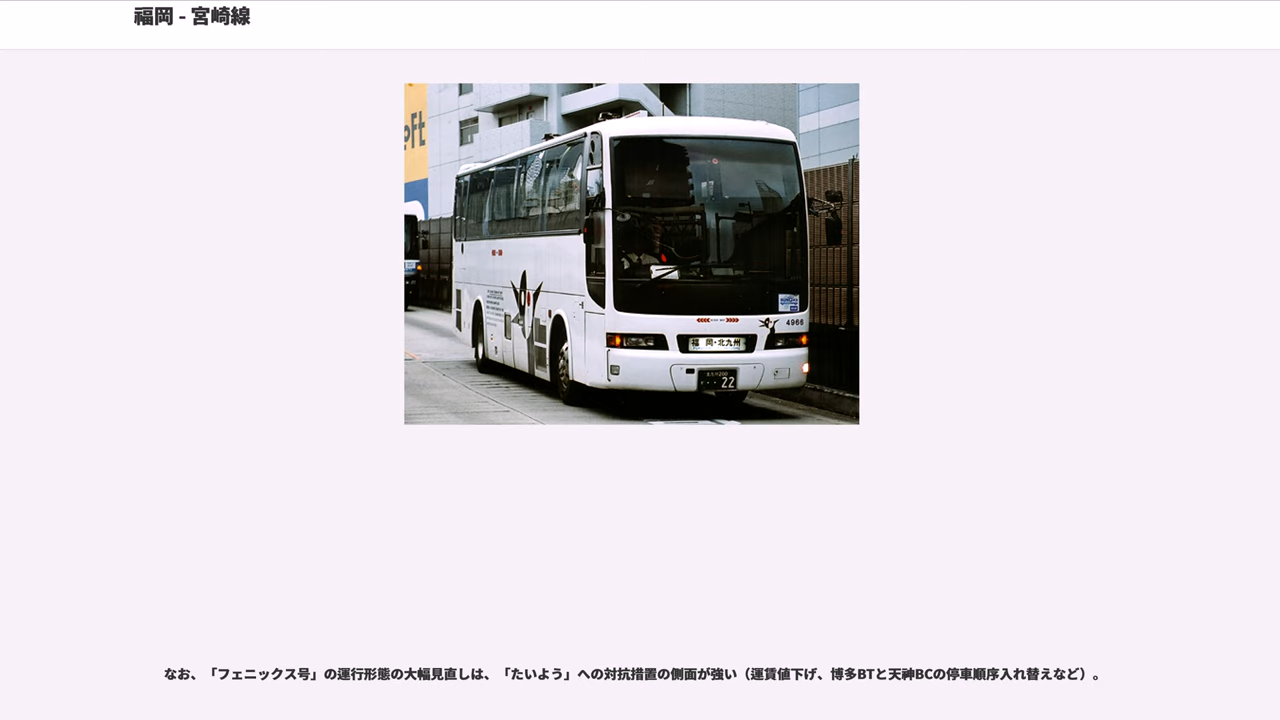 福岡 - 宮崎線
eft
4966
福岡・北九州
22
なお、「フェニックス号」の運行形態の大幅見直しは、「たいよう」への対抗措置の側面が強い（運賃値下げ、博多BTと天神BCの停車順序入れ替えなど）。